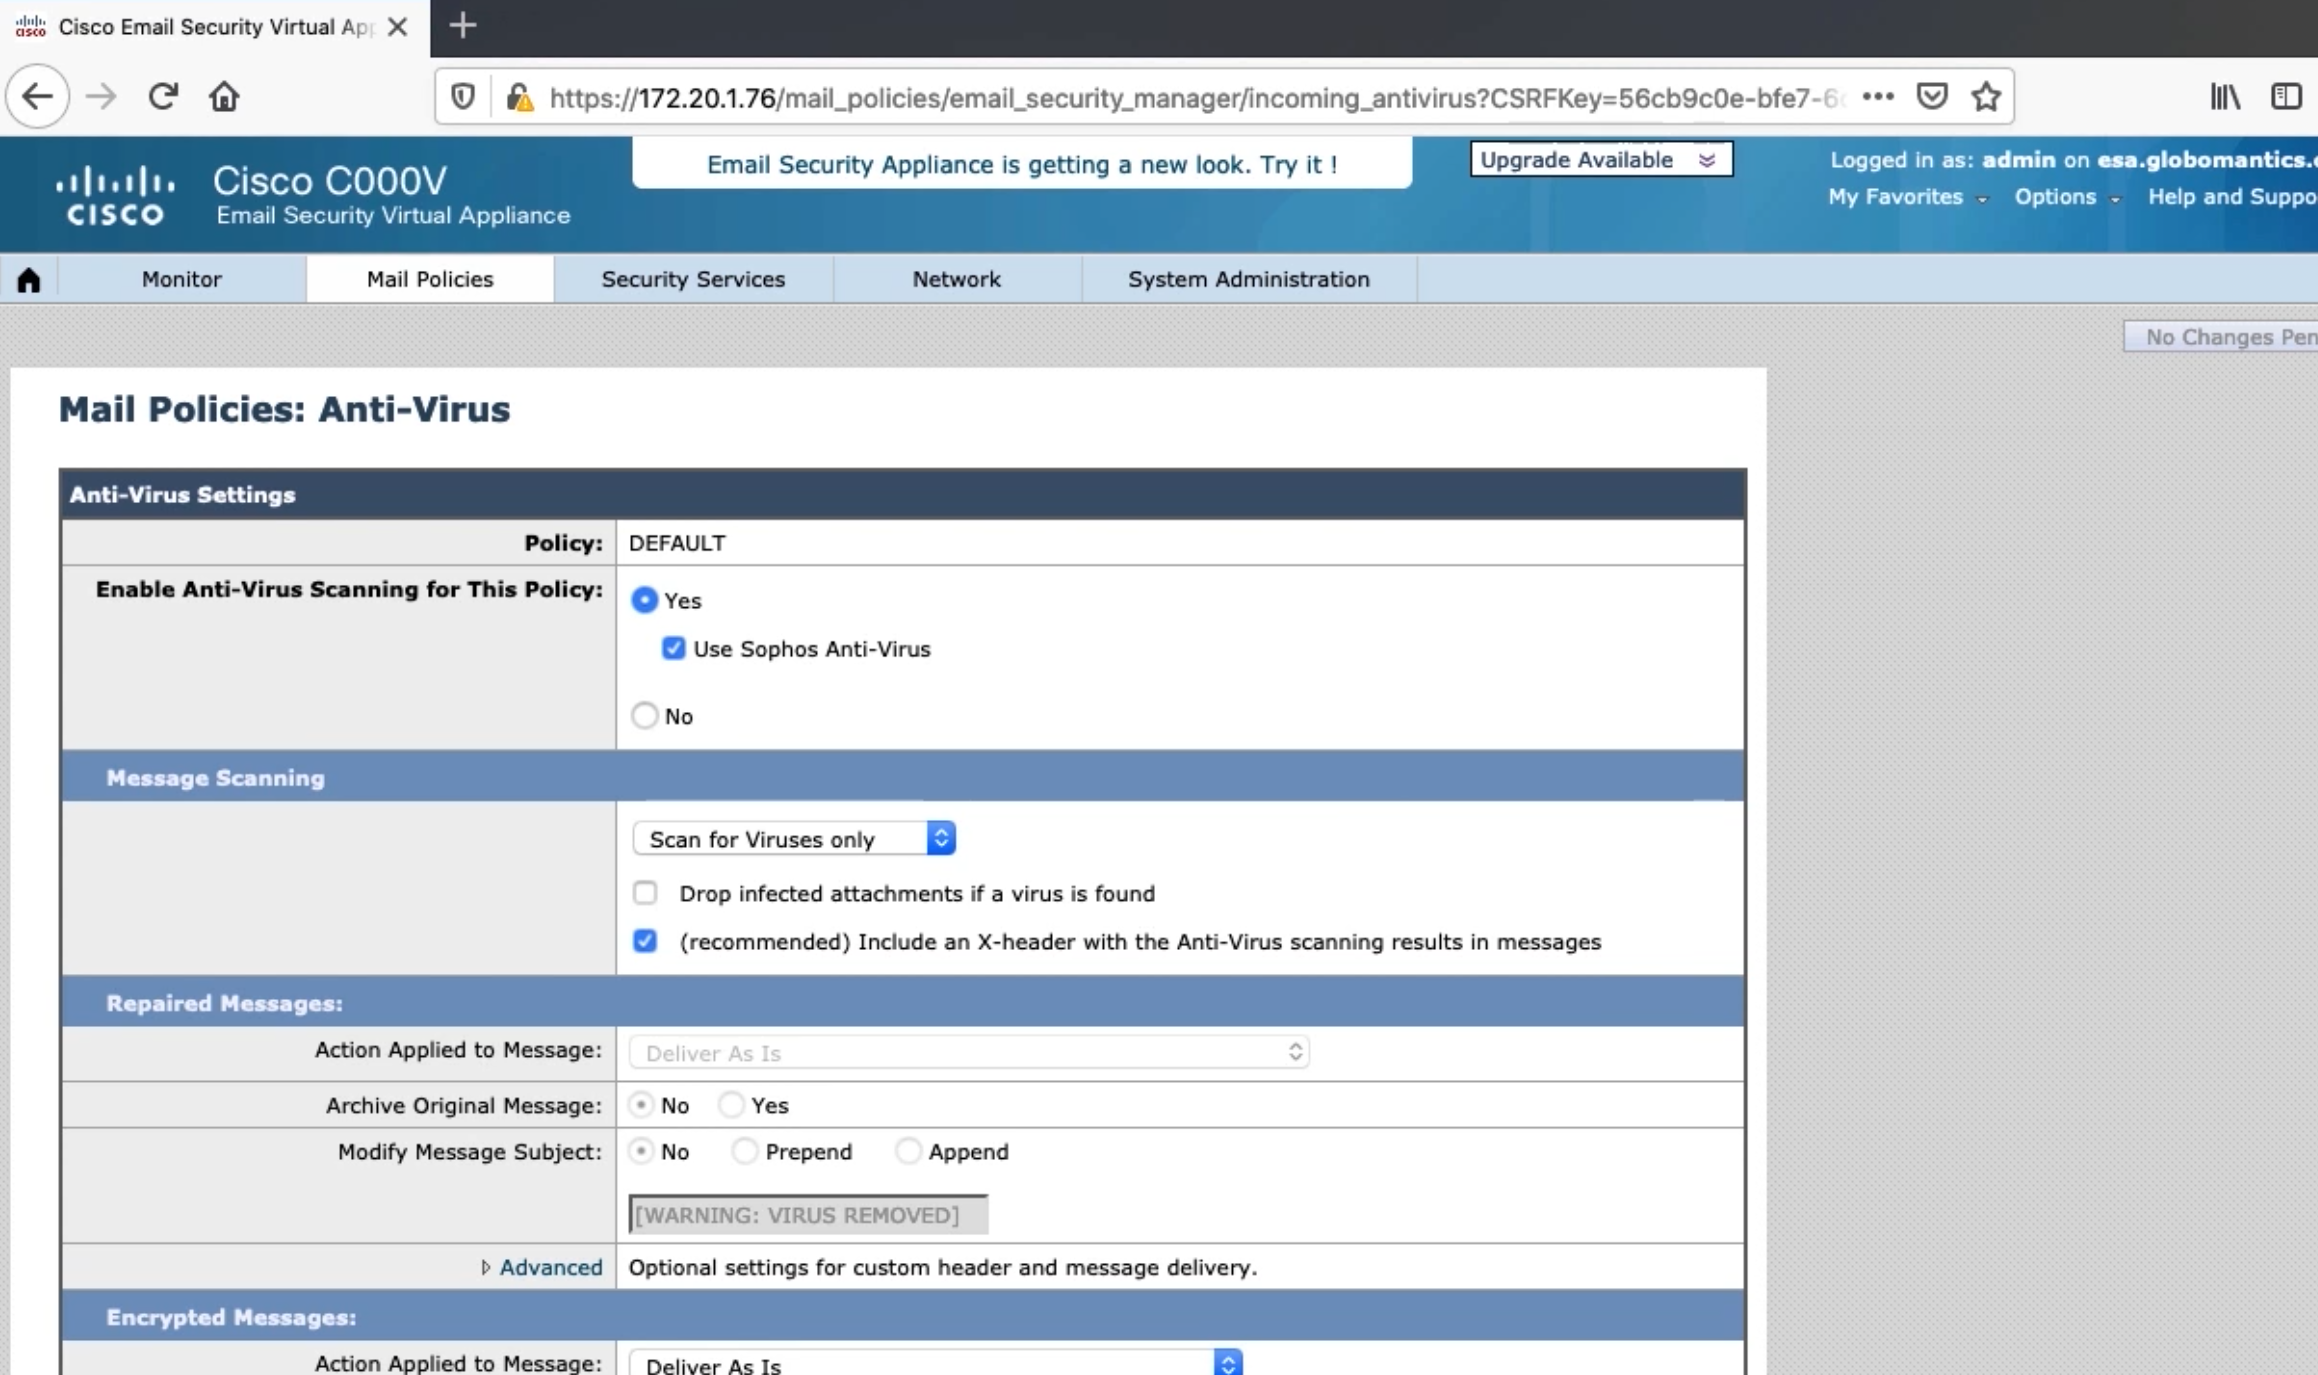 Cisco Email Security Virtual App
https://172.20.1.76/mail_policies/email_security_manager/incoming_antivirus?CSRFKey=56cb9c0e-bfe7-6
CISCO
Cisco C000V
Email Security Virtual Appliance
Email Security Appliance is getting a new look. Try it !
Upgrade Available
Logged in as: admin on esa.globomantics.
My Favorites Options Help and Suppo
Monitor Mail Policies Security Services Network System Administration
No Changes Pen
Mail Policies: Anti-Virus
Anti-Virus Settings
Policy: DEFAULT
Enable Anti-Virus Scanning for This Policy: Yes
Use Sophos Anti-Virus
No
Message Scanning
Scan for Viruses only
Drop infected attachments if a virus is found
(recommended) Include an X-header with the Anti-Virus scanning results in messages
Repaired Messages:
Action Applied to Message: Deliver As Is
Archive Original Message: No Yes
Modify Message Subject: No Prepend Append
[WARNING: VIRUS REMOVED]
Advanced Optional settings for custom header and message delivery.
Encrypted Messages:
Action Applied to Message: Deliver As Is